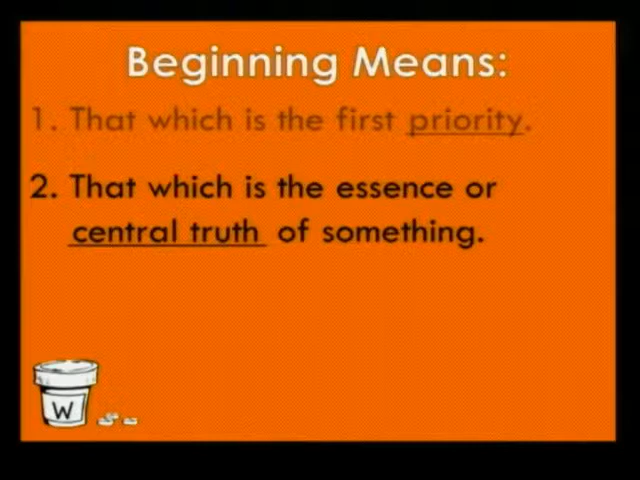 Beginning Means:
1. That which is the first priority.
2. That which is the essence or
central truth of something.
W